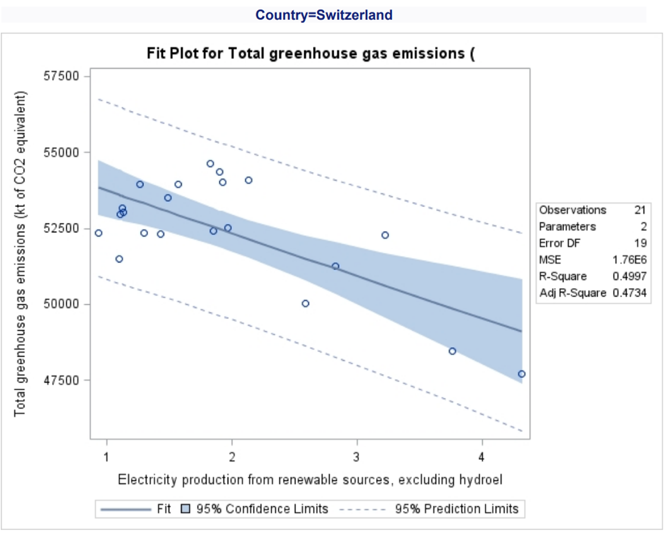 Country=Switzerland
Fit Plot for Total greenhouse gas emissions (
Total greenhouse gas emissions (kt of CO2 equivalent)
57500
55000
52500
50000
47500
1 2 3 4
Electricity production from renewable sources, excluding hydroel
Fit 95% Confidence Limits 95% Prediction Limits
Observations 21
Parameters 2
Error DF 19
MSE 1.76E6
R-Square 0.4997
Adj R-Square 0.4734